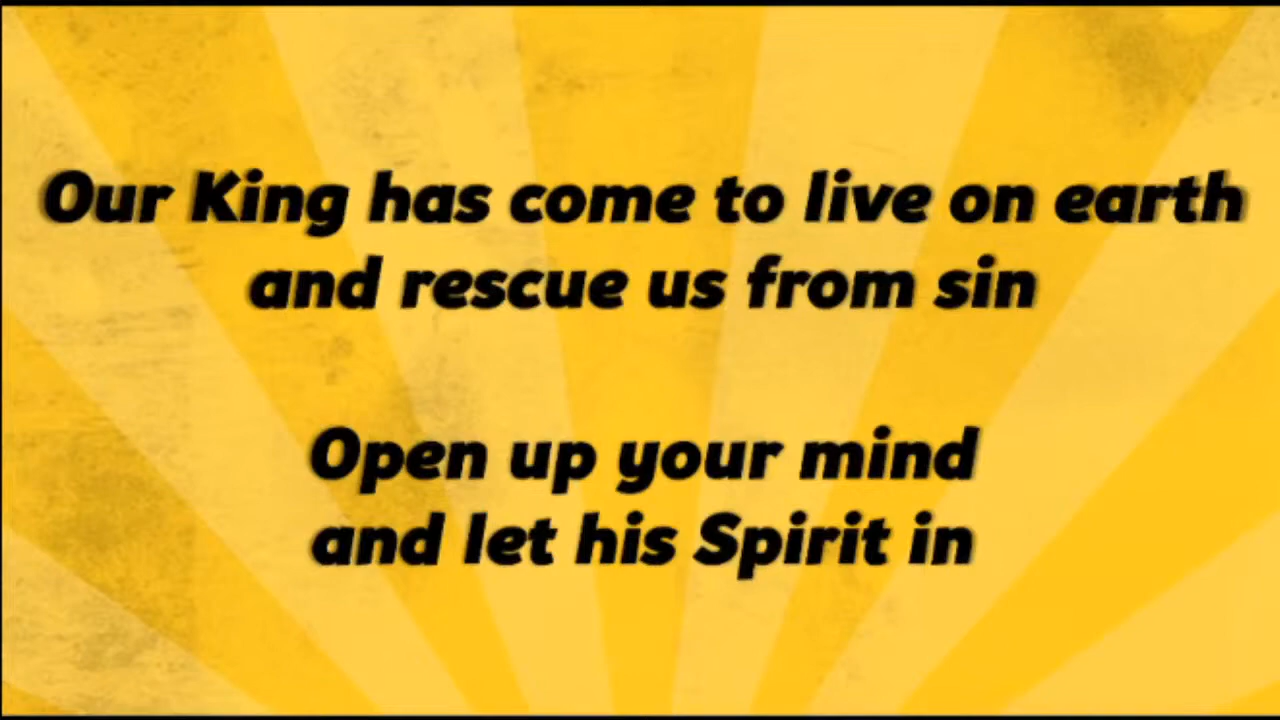 Our King has come to live on earth
and rescue us from sin
Open up your mind
and let his Spirit in